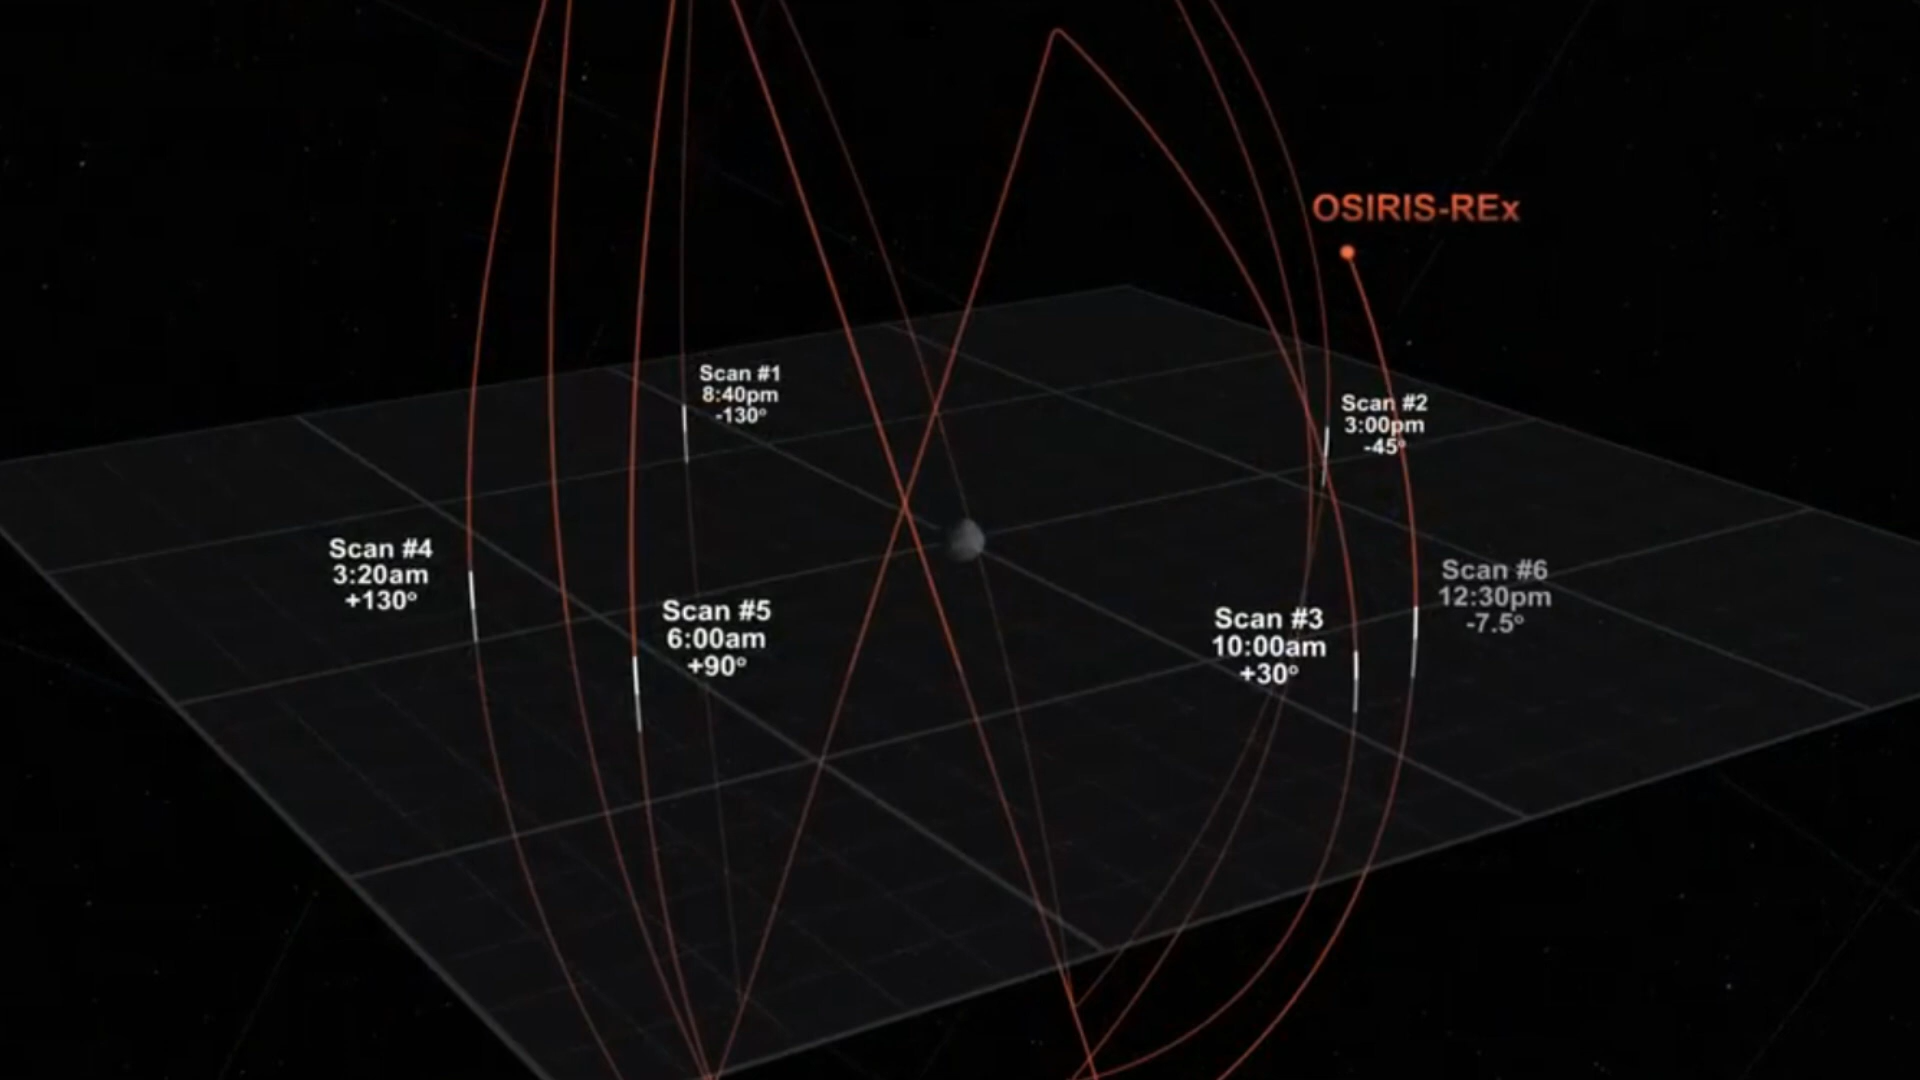 OSIRIS-REx
Scan #1
8:40pm
-130°
Scan #2
3:00pm
-45°
Scan #4
3:20am
+130°
Scan #5
6:00am
+90°
Scan #3
10:00am
+30°
Scan #6
12:30pm
-7.5°